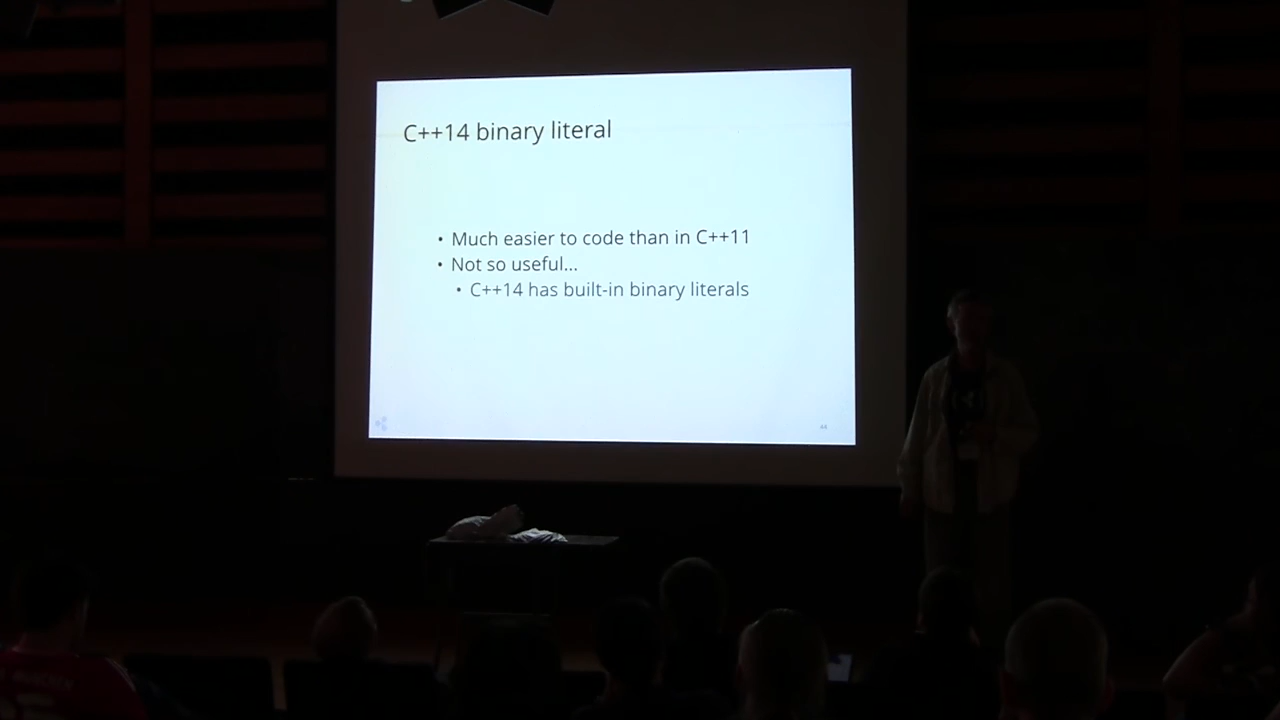 C++14 binary literal
• Much easier to code than in C++11
• Not so useful...
• C++14 has built-in binary literals
44